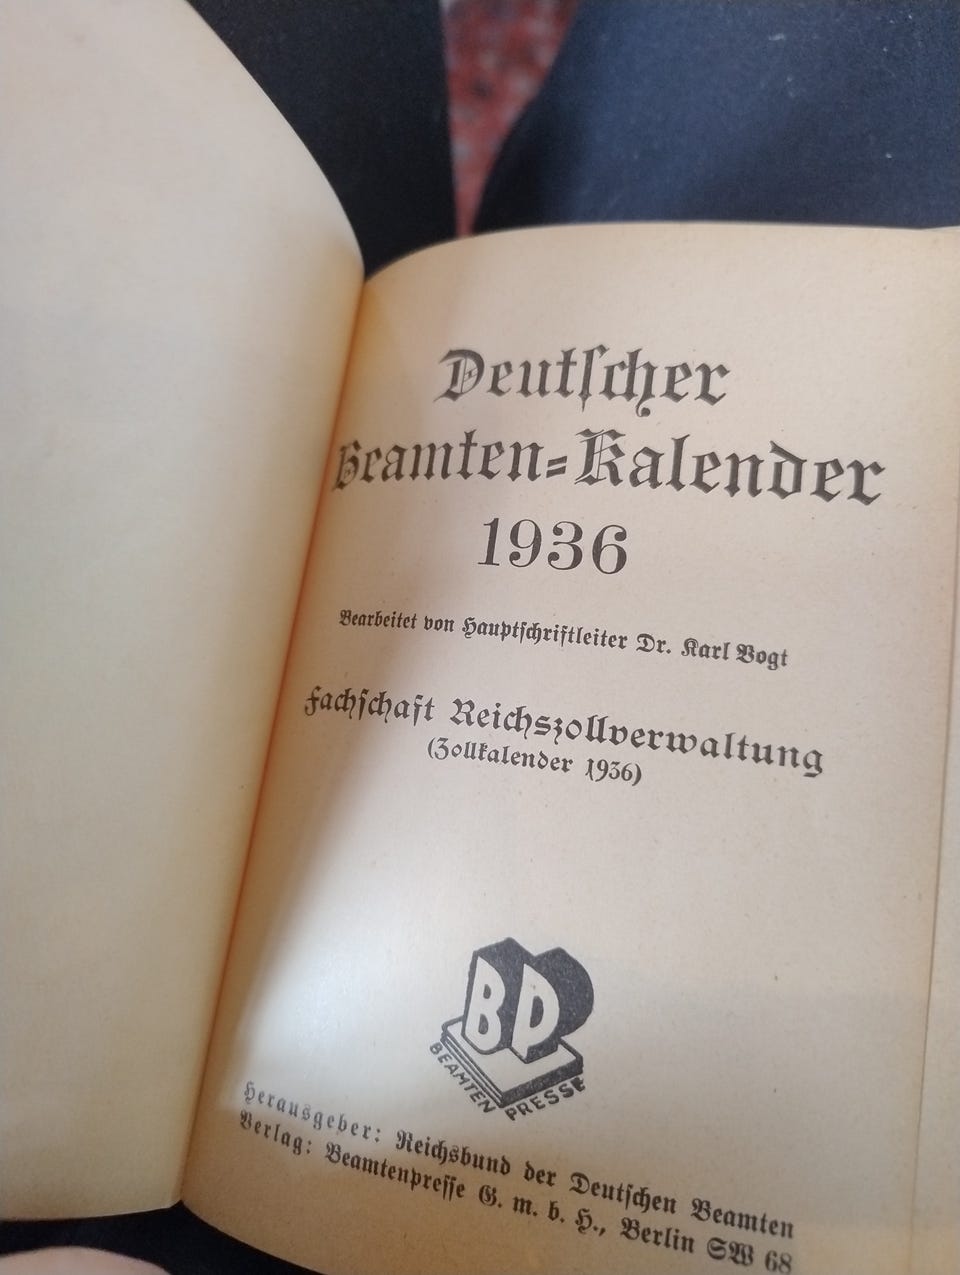 Deutscher
Beamten-Kalender
1936
Bearbeitet von Hauptschriftleiter Dr. Karl Vogt
Fachschaft Reichszollverwaltung
(Zollkalender 1936)
BD
BEAMTEN PRESSE
Herausgeber: Reichsbund der Deutschen Beamten
Verlag: Beamtenpresse G. m. b. H., Berlin SW 68